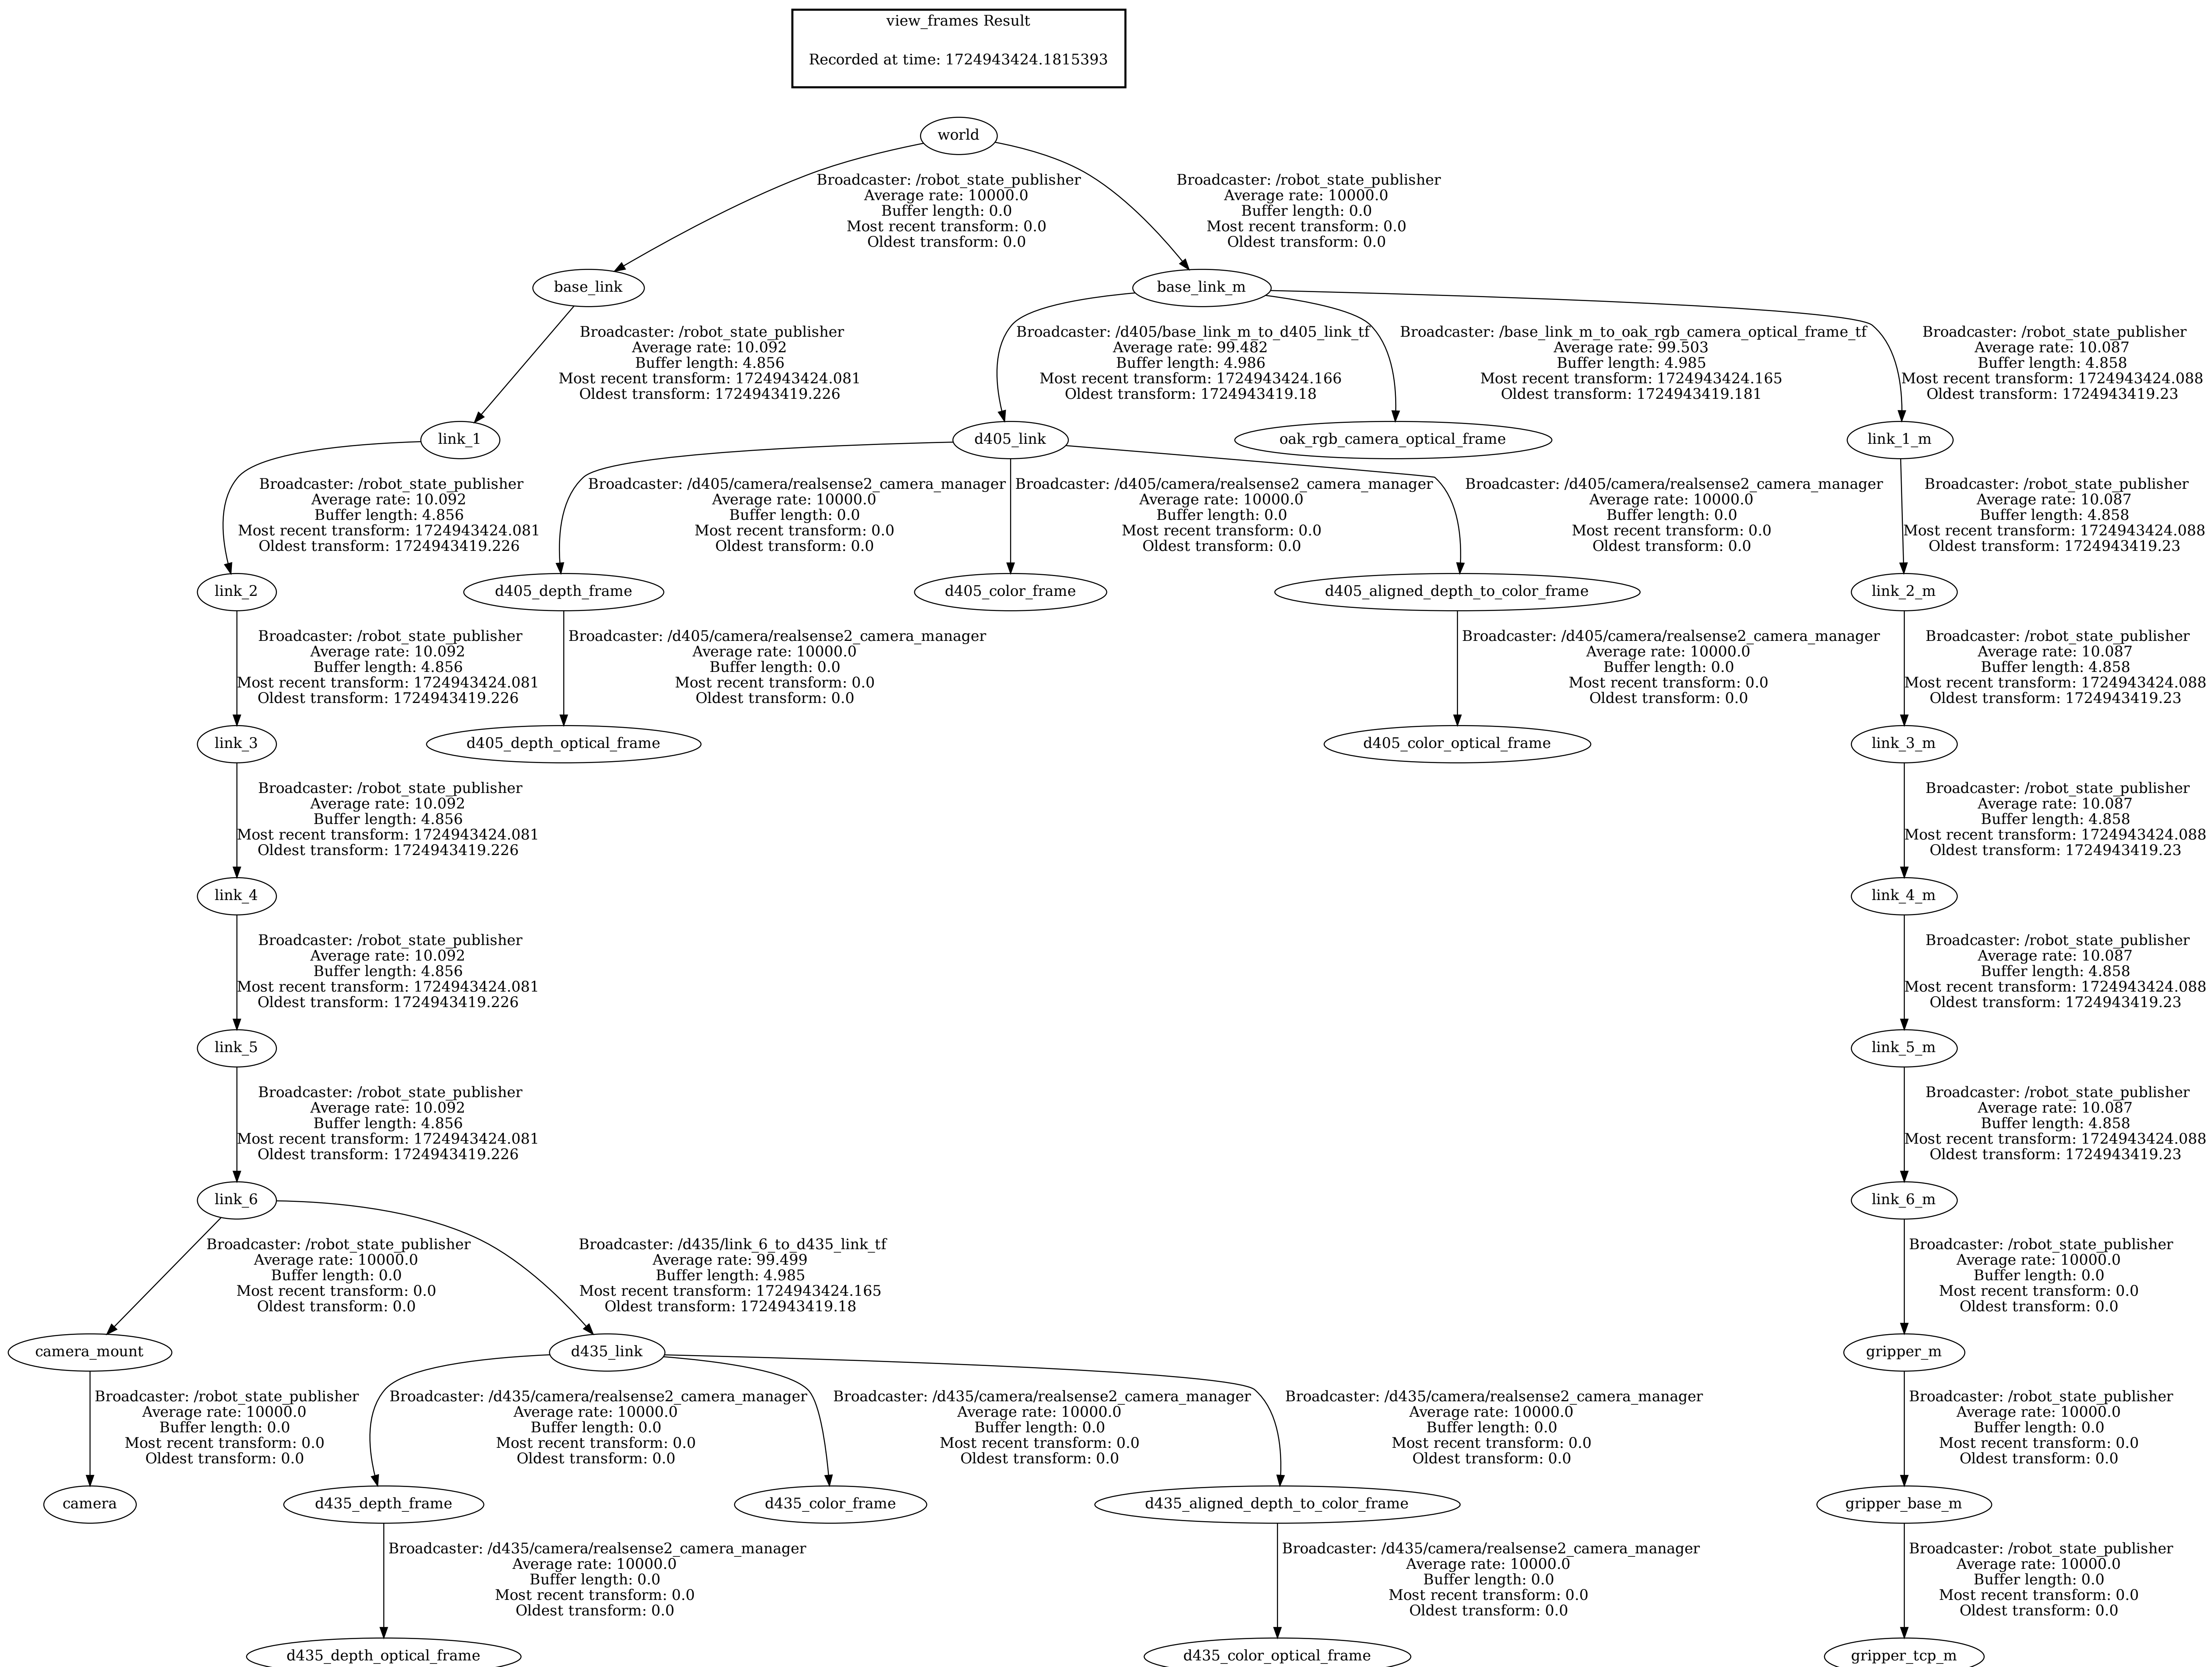 view_frames Result
Recorded at time: 1724943424.1815393
world
Broadcaster: /robot_state_publisher
Average rate: 10000.0
Buffer length: 0.0
Most recent transform: 0.0
Oldest transform: 0.0
Broadcaster: /robot_state_publisher
Average rate: 10000.0
Buffer length: 0.0
Most recent transform: 0.0
Oldest transform: 0.0
base_link
base_link_m
Broadcaster: /robot_state_publisher
Average rate: 10.092
Buffer length: 4.856
Most recent transform: 1724943424.081
Oldest transform: 1724943419.226
Broadcaster: /d405/base_link_m_to_d405_link_tf
Average rate: 99.482
Buffer length: 4.986
Most recent transform: 1724943424.166
Oldest transform: 1724943419.18
Broadcaster: /base_link_m_to_oak_rgb_camera_optical_frame_tf
Average rate: 99.503
Buffer length: 4.985
Most recent transform: 1724943424.165
Oldest transform: 1724943419.181
Broadcaster: /robot_state_publisher
Average rate: 10.087
Buffer length: 4.858
Most recent transform: 1724943424.088
Oldest transform: 1724943419.23
link_1
d405_link
oak_rgb_camera_optical_frame
link_1_m
Broadcaster: /robot_state_publisher
Average rate: 10.092
Buffer length: 4.856
Most recent transform: 1724943424.081
Oldest transform: 1724943419.226
Broadcaster: /d405/camera/realsense2_camera_manager
Average rate: 10000.0
Buffer length: 0.0
Most recent transform: 0.0
Oldest transform: 0.0
Broadcaster: /d405/camera/realsense2_camera_manager
Average rate: 10000.0
Buffer length: 0.0
Most recent transform: 0.0
Oldest transform: 0.0
Broadcaster: /d405/camera/realsense2_camera_manager
Average rate: 10000.0
Buffer length: 0.0
Most recent transform: 0.0
Oldest transform: 0.0
Broadcaster: /robot_state_publisher
Average rate: 10.087
Buffer length: 4.858
Most recent transform: 1724943424.088
Oldest transform: 1724943419.23
link_2
d405_depth_frame
d405_color_frame
d405_aligned_depth_to_color_frame
link_2_m
Broadcaster: /robot_state_publisher
Average rate: 10.092
Buffer length: 4.856
Most recent transform: 1724943424.081
Oldest transform: 1724943419.226
Broadcaster: /d405/camera/realsense2_camera_manager
Average rate: 10000.0
Buffer length: 0.0
Most recent transform: 0.0
Oldest transform: 0.0
Broadcaster: /d405/camera/realsense2_camera_manager
Average rate: 10000.0
Buffer length: 0.0
Most recent transform: 0.0
Oldest transform: 0.0
Broadcaster: /robot_state_publisher
Average rate: 10.087
Buffer length: 4.858
Most recent transform: 1724943424.088
Oldest transform: 1724943419.23
link_3
d405_depth_optical_frame
d405_color_optical_frame
link_3_m
Broadcaster: /robot_state_publisher
Average rate: 10.092
Buffer length: 4.856
Most recent transform: 1724943424.081
Oldest transform: 1724943419.226
Broadcaster: /robot_state_publisher
Average rate: 10.087
Buffer length: 4.858
Most recent transform: 1724943424.088
Oldest transform: 1724943419.23
link_4
link_4_m
Broadcaster: /robot_state_publisher
Average rate: 10.092
Buffer length: 4.856
Most recent transform: 1724943424.081
Oldest transform: 1724943419.226
Broadcaster: /robot_state_publisher
Average rate: 10.087
Buffer length: 4.858
Most recent transform: 1724943424.088
Oldest transform: 1724943419.23
link_5
link_5_m
Broadcaster: /robot_state_publisher
Average rate: 10.092
Buffer length: 4.856
Most recent transform: 1724943424.081
Oldest transform: 1724943419.226
Broadcaster: /robot_state_publisher
Average rate: 10.087
Buffer length: 4.858
Most recent transform: 1724943424.088
Oldest transform: 1724943419.23
link_6
link_6_m
Broadcaster: /robot_state_publisher
Average rate: 10000.0
Buffer length: 0.0
Most recent transform: 0.0
Oldest transform: 0.0
Broadcaster: /d435/link_6_to_d435_link_tf
Average rate: 99.499
Buffer length: 4.985
Most recent transform: 1724943424.165
Oldest transform: 1724943419.18
Broadcaster: /robot_state_publisher
Average rate: 10000.0
Buffer length: 0.0
Most recent transform: 0.0
Oldest transform: 0.0
camera_mount
d435_link
gripper_m
Broadcaster: /robot_state_publisher
Average rate: 10000.0
Buffer length: 0.0
Most recent transform: 0.0
Oldest transform: 0.0
Broadcaster: /d435/camera/realsense2_camera_manager
Average rate: 10000.0
Buffer length: 0.0
Most recent transform: 0.0
Oldest transform: 0.0
Broadcaster: /d435/camera/realsense2_camera_manager
Average rate: 10000.0
Buffer length: 0.0
Most recent transform: 0.0
Oldest transform: 0.0
Broadcaster: /d435/camera/realsense2_camera_manager
Average rate: 10000.0
Buffer length: 0.0
Most recent transform: 0.0
Oldest transform: 0.0
Broadcaster: /robot_state_publisher
Average rate: 10000.0
Buffer length: 0.0
Most recent transform: 0.0
Oldest transform: 0.0
camera
d435_depth_frame
d435_color_frame
d435_aligned_depth_to_color_frame
gripper_base_m
Broadcaster: /d435/camera/realsense2_camera_manager
Average rate: 10000.0
Buffer length: 0.0
Most recent transform: 0.0
Oldest transform: 0.0
Broadcaster: /d435/camera/realsense2_camera_manager
Average rate: 10000.0
Buffer length: 0.0
Most recent transform: 0.0
Oldest transform: 0.0
Broadcaster: /robot_state_publisher
Average rate: 10000.0
Buffer length: 0.0
Most recent transform: 0.0
Oldest transform: 0.0
d435_depth_optical_frame
d435_color_optical_frame
gripper_tcp_m